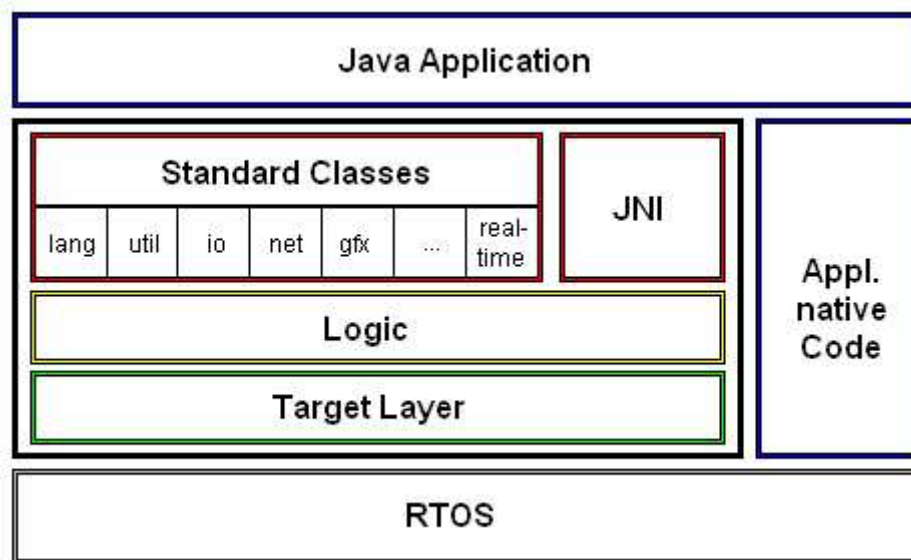 Java Application
Standard Classes
JNI
lang util io net gfx ... real-
time
Appl.
native
Code
Logic
Target Layer
RTOS